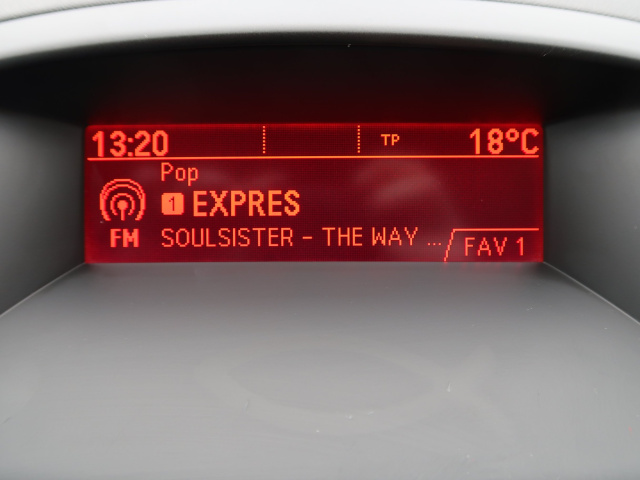 13:20 TP 18°C
Pop
1 EXPRES
FM SOULSISTER - THE WAY ... FAV 1